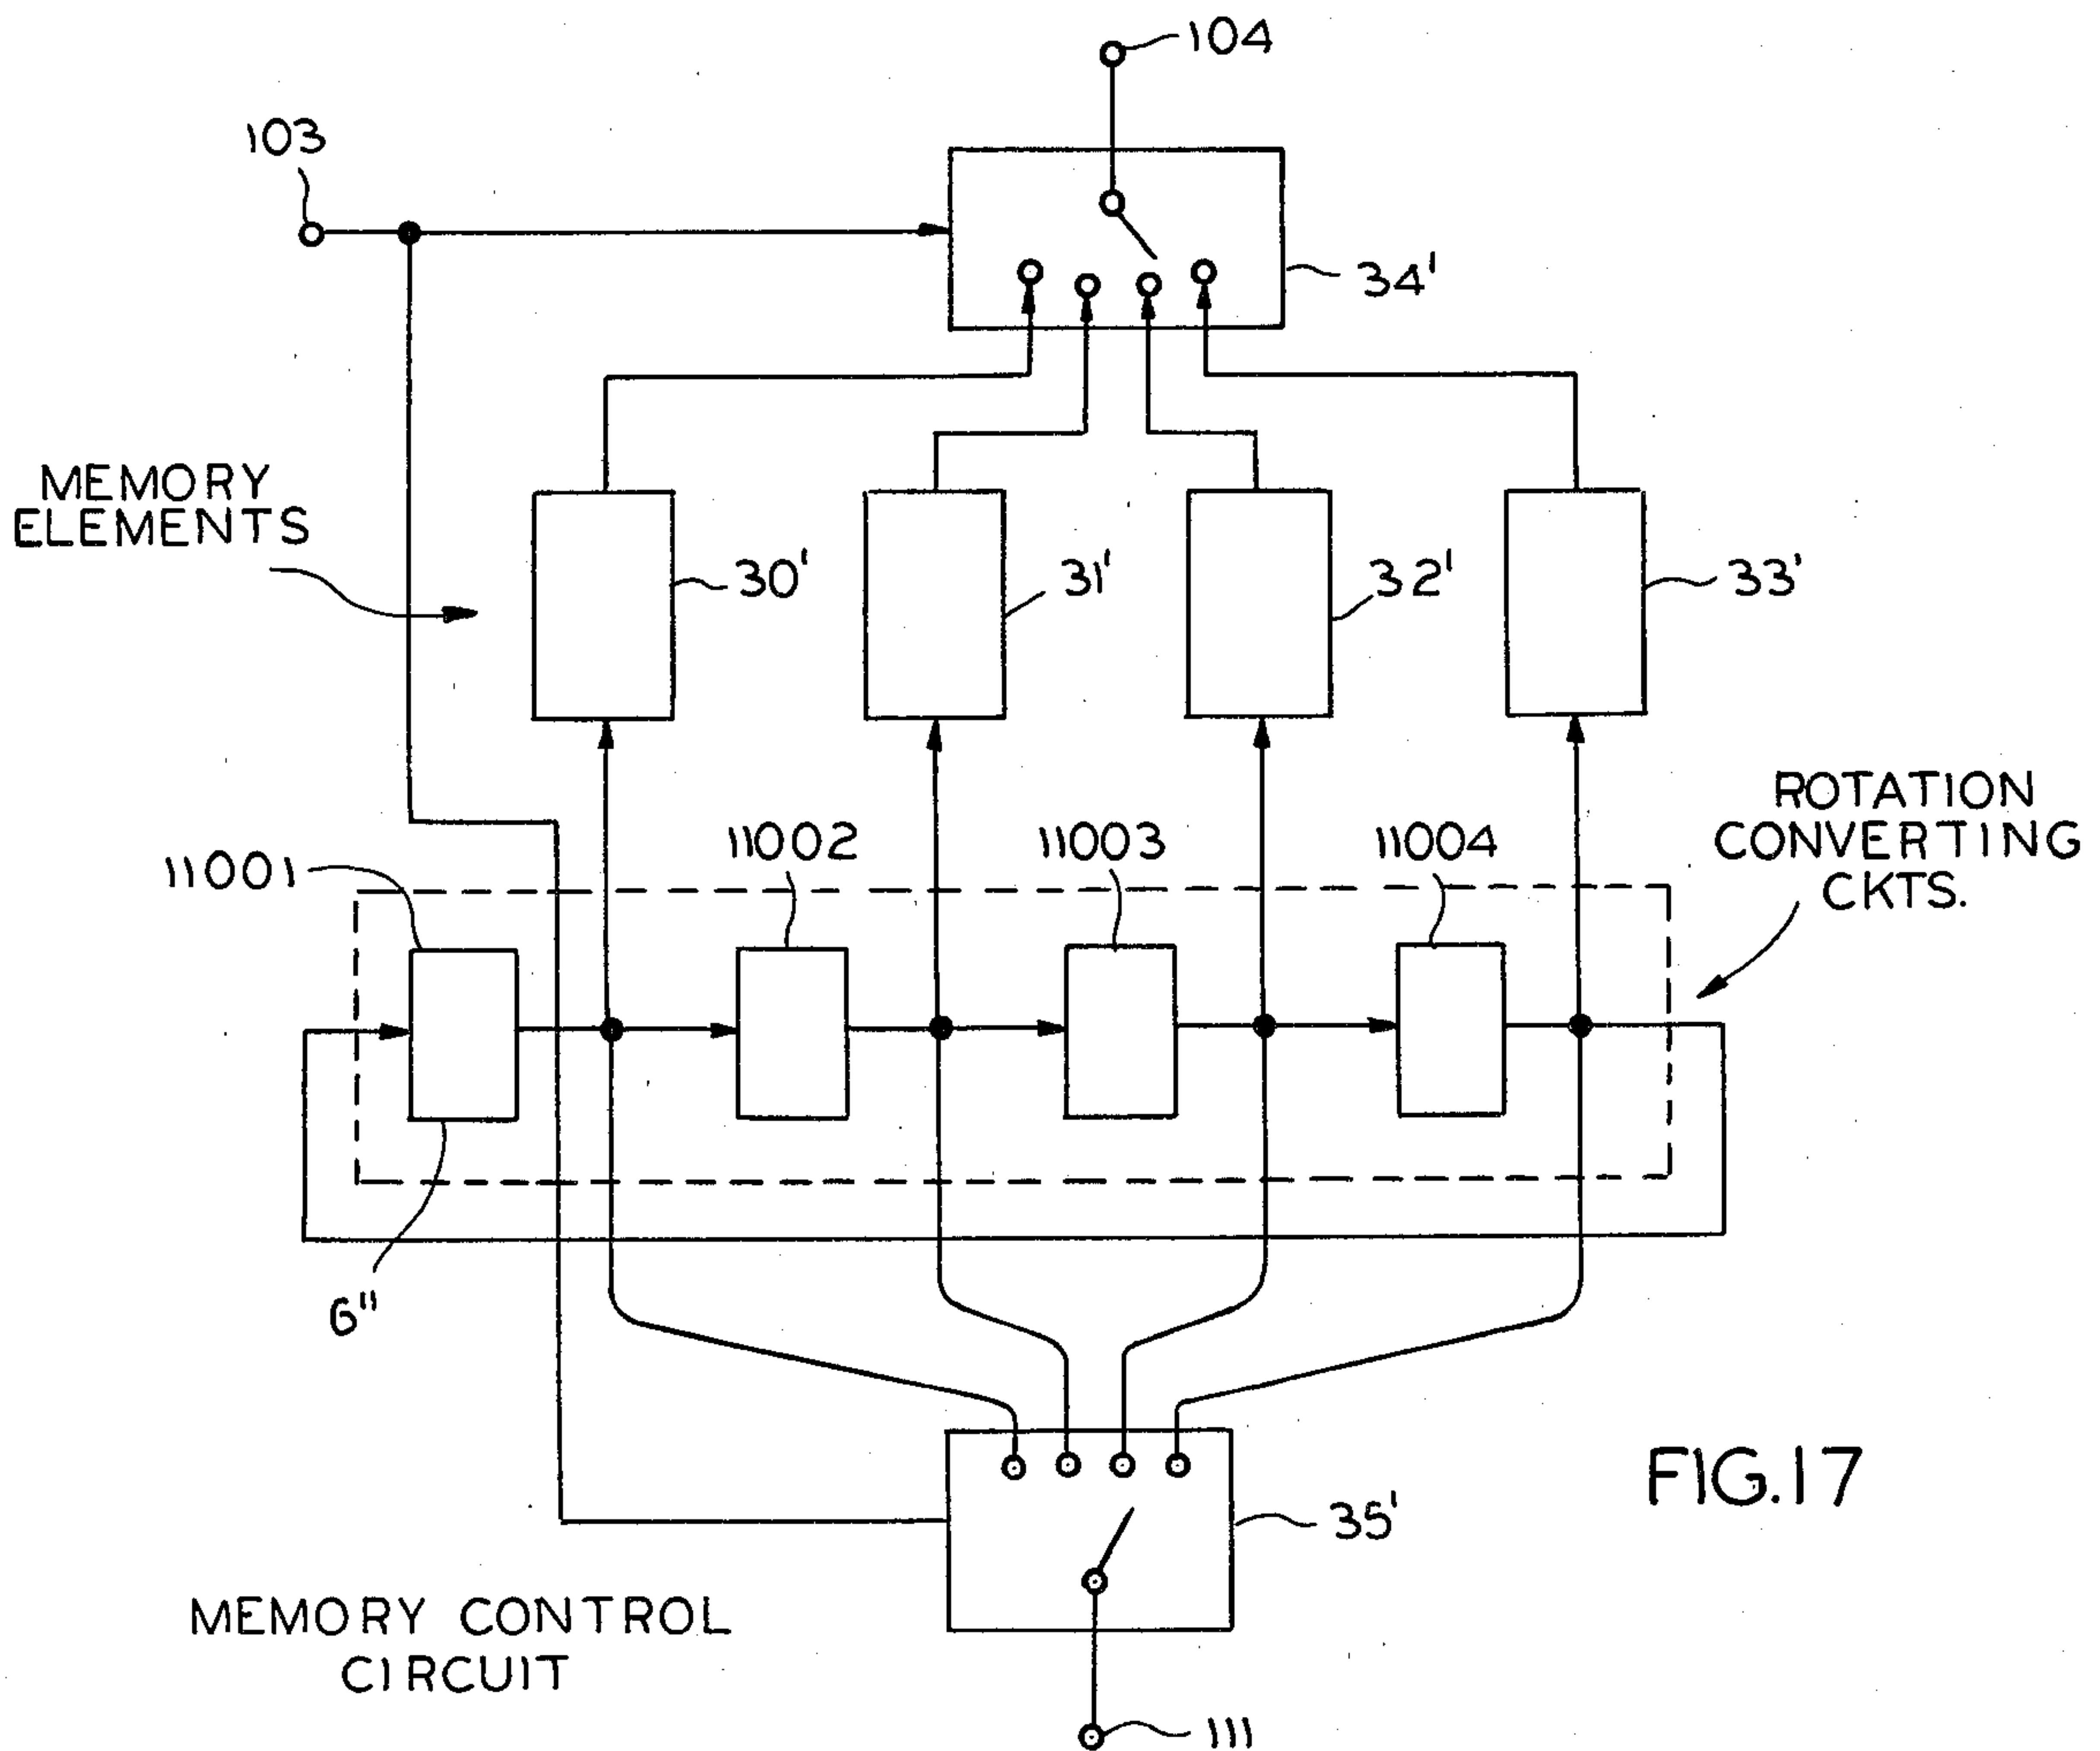 104
103
34'
MEMORY
ELEMENTS
30'
31'
32'
33'
ROTATION
CONVERTING
CKTS.
11001
11002
11003
11004
6"
35'
FIG.17
MEMORY CONTROL
CIRCUIT
111